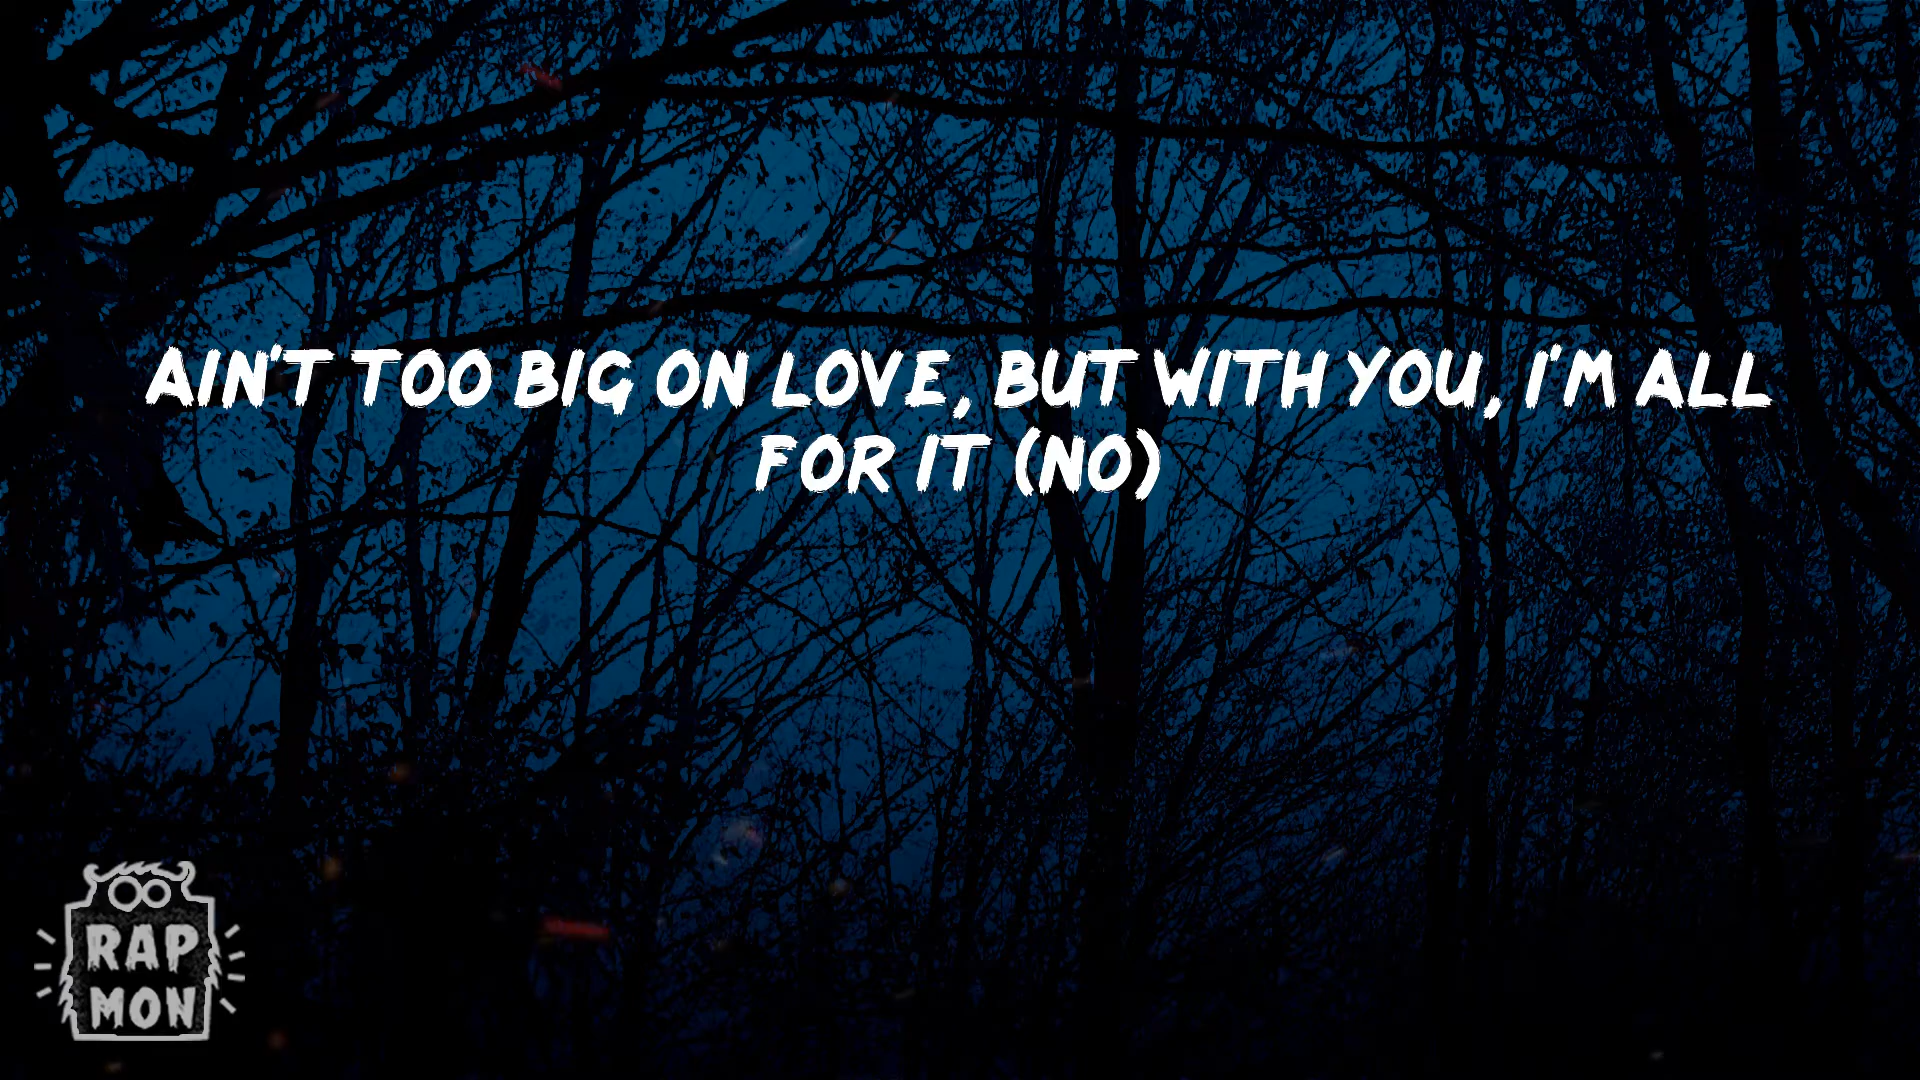 AIN'T TOO BIG ON LOVE, BUT WITH YOU, I'M ALL
FOR IT (NO)
RAP
MON